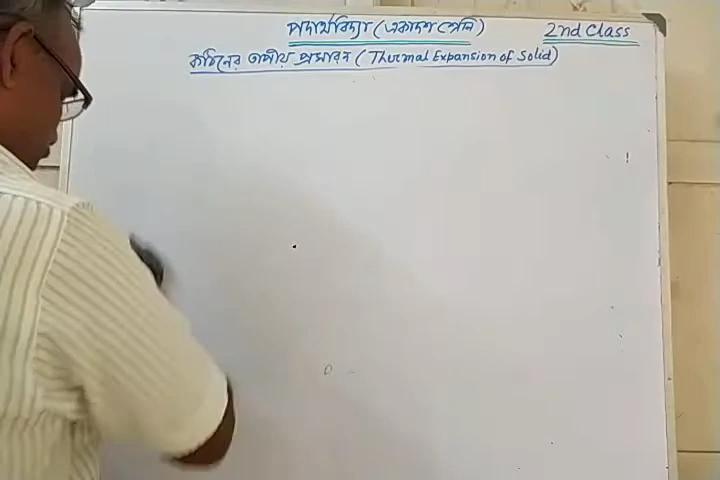 পদার্থবিদ্যা (একাদশ শ্রেণি) 2nd Class
কঠিনের তাপীয় প্রসারণ (Thermal Expansion of Solid)